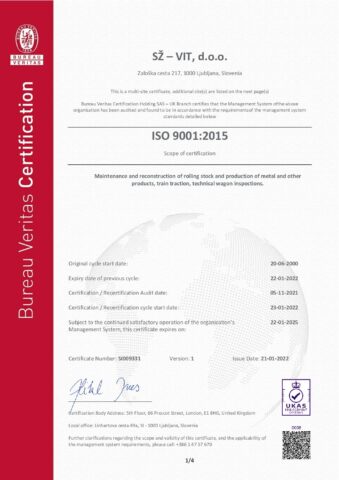 BUREAU
VERITAS
Bureau Veritas Certification
SŽ – VIT, d.o.o.
Zaloška cesta 217, 1000 Ljubljana, Slovenia
This is a multi-site certificate, additional site(s) are listed on the next page(s)
Bureau Veritas Certification Holding SAS – UK Branch certifies that the Management System of the above
organisation has been audited and found to be in accordance with the requirements of the management system
standards detailed below
ISO 9001:2015
Scope of certification
Maintenance and reconstruction of rolling stock and production of metal and other
products, train traction, technical wagon inspections.
Original cycle start date: 20-06-2000
Expiry date of previous cycle: 22-01-2022
Certification / Recertification Audit date: 05-11-2021
Certification / Recertification cycle start date: 23-01-2022
Subject to the continued satisfactory operation of the organization's
Management System, this certificate expires on: 22-01-2025
Certificate Number: SI009331 Version: 1 Issue Date: 21-01-2022
UKAS
MANAGEMENT
SYSTEMS
0008
Certification Body Address: 5th Floor, 66 Prescot Street, London, E1 8HG, United Kingdom
Local office: Linhartova cesta 49a, SI - 1000 Ljubljana, Slovenia
Further clarifications regarding the scope and validity of this certificate, and the applicability of
the management system requirements, please call: +386 1 47 57 670
1/4